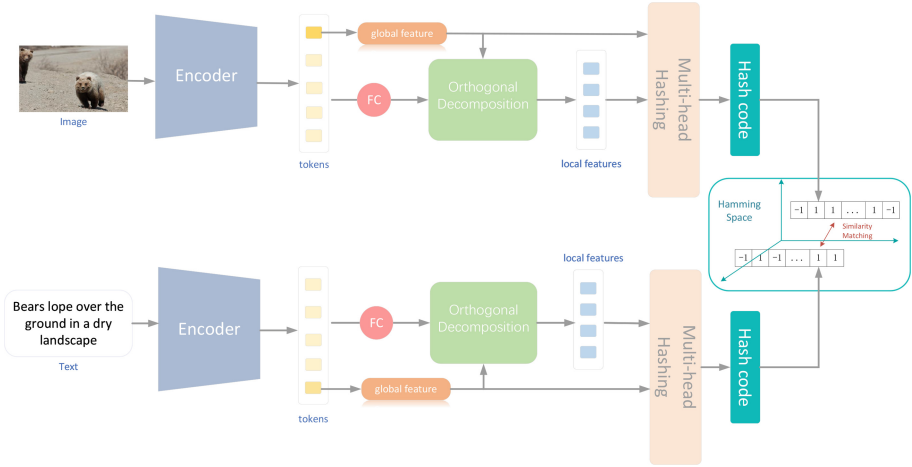 Image
Encoder
tokens
global feature
FC
Orthogonal
Decomposition
local features
Multi-head
Hashing
Hash code
Hamming
Space
-1 1 1 ... 1 -1
Similarity
Matching
-1 1 -1 ... 1 1
Bears lope over the
ground in a dry
landscape
Text
Encoder
tokens
FC
global feature
Orthogonal
Decomposition
local features
Multi-head
Hashing
Hash code